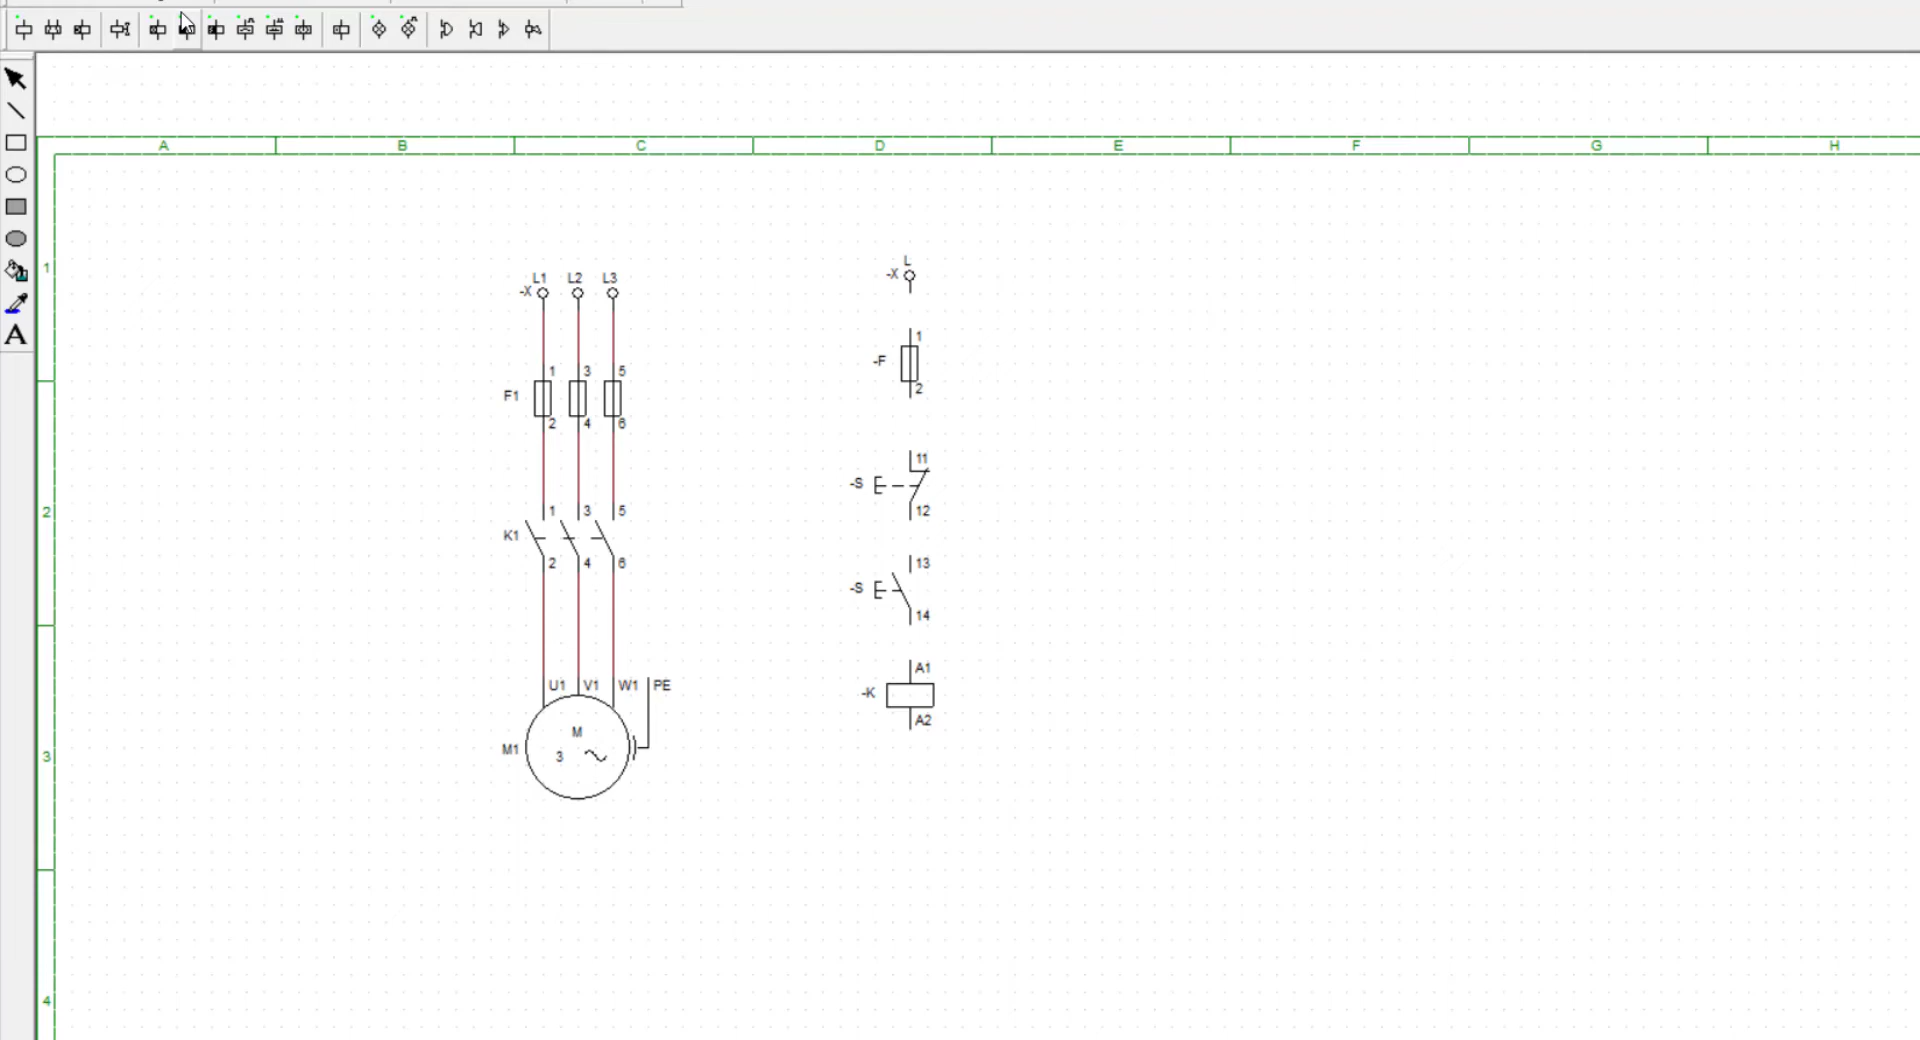 A B C D E F G H
1
2
3
4
A
L1 L2 L3
-X
1 3 5
F1
2 4 6
1 3 5
K1
2 4 6
U1 V1 W1 PE
M
3
M1
L
-X
1
-F
2
11
-S
12
13
-S
14
A1
-K
A2